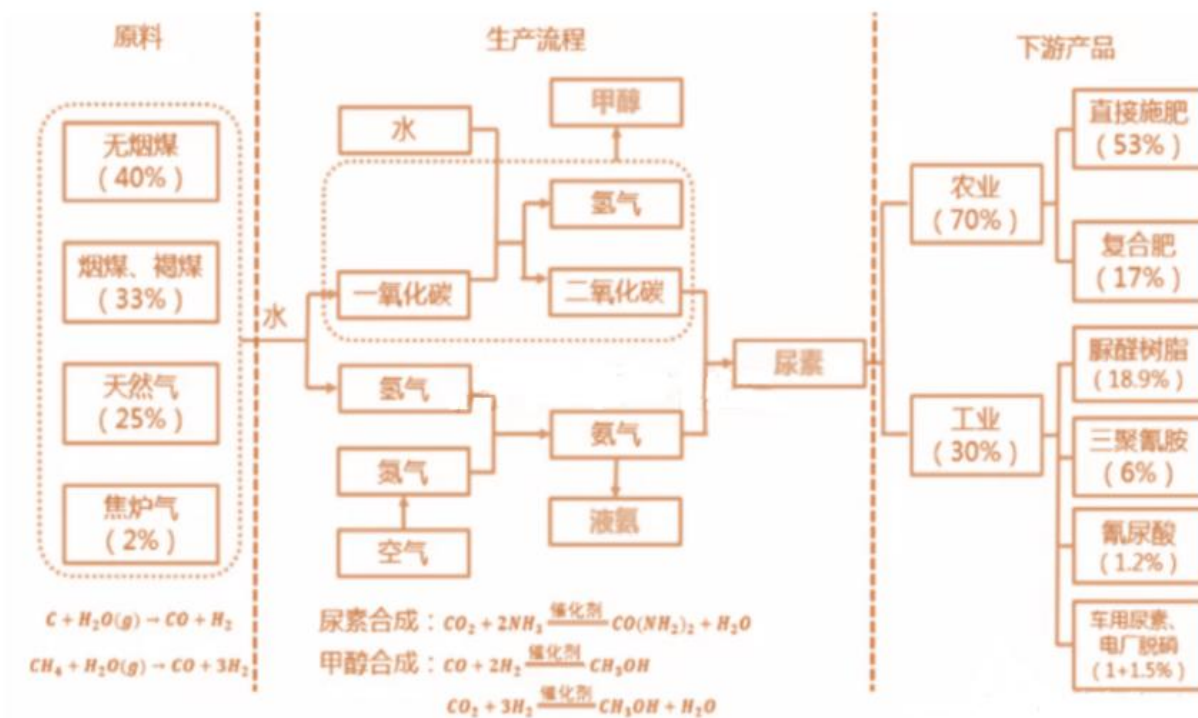 原料
无烟煤
（40%）
烟煤、褐煤
（33%）
天然气
（25%）
焦炉气
（2%）
C + H₂O(g) → CO + H₂
CH₄ + H₂O(g) → CO + 3H₂
水
生产流程
水
甲醇
氢气
一氧化碳
二氧化碳
氢气
氮气
空气
氨气
液氨
尿素
尿素合成：CO₂ + 2NH₃ 催化剂 CO(NH₂)₂ + H₂O
甲醇合成：CO + 2H₂ 催化剂 CH₃OH
CO₂ + 3H₂ 催化剂 CH₃OH + H₂O
下游产品
农业
（70%）
直接施肥
（53%）
复合肥
（17%）
工业
（30%）
脲醛树脂
（18.9%）
三聚氰胺
（6%）
氰尿酸
（1.2%）
车用尿素、
电厂脱硝
（1+1.5%）